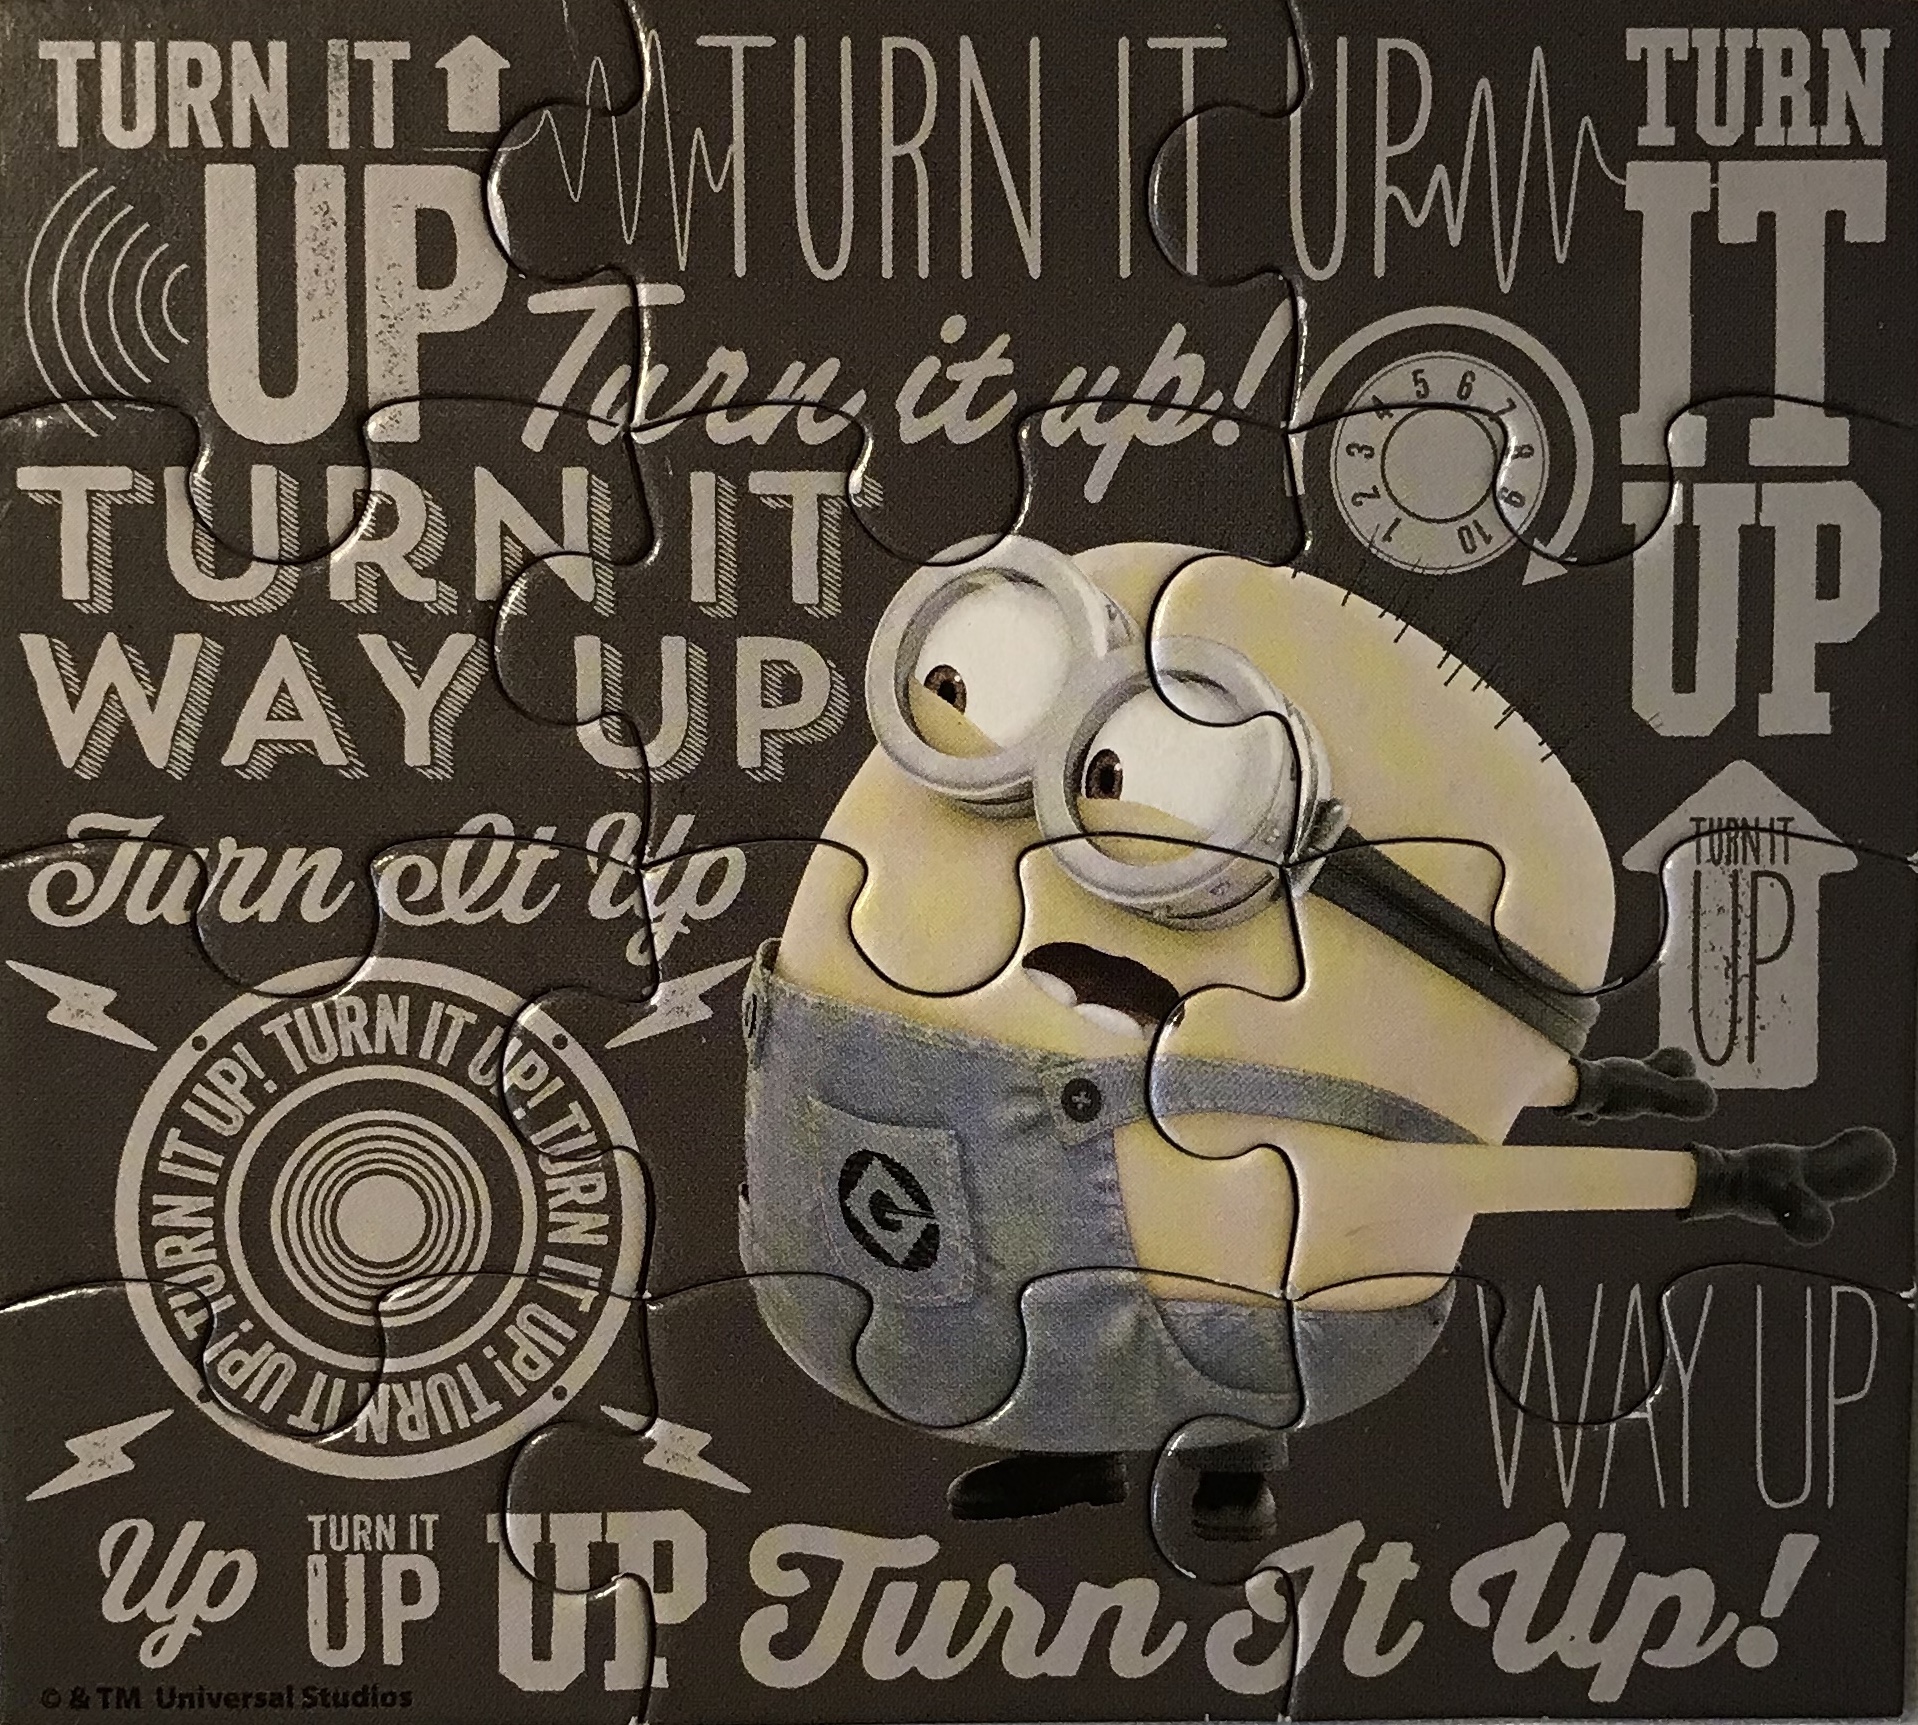 TURN IT
UP
TURN IT UP
TURN
IT
UP
Turn it up!
1 2 3 4 5 6 7 8 9 10
TURN IT
WAY UP
Turn It Up
TURN IT
UP
TURN IT UP! TURN IT UP! TURN IT UP! TURN IT UP! TURN IT UP!
G
WAY UP
Up
TURN IT
UP
UP
Turn It Up!
© & TM Universal Studios